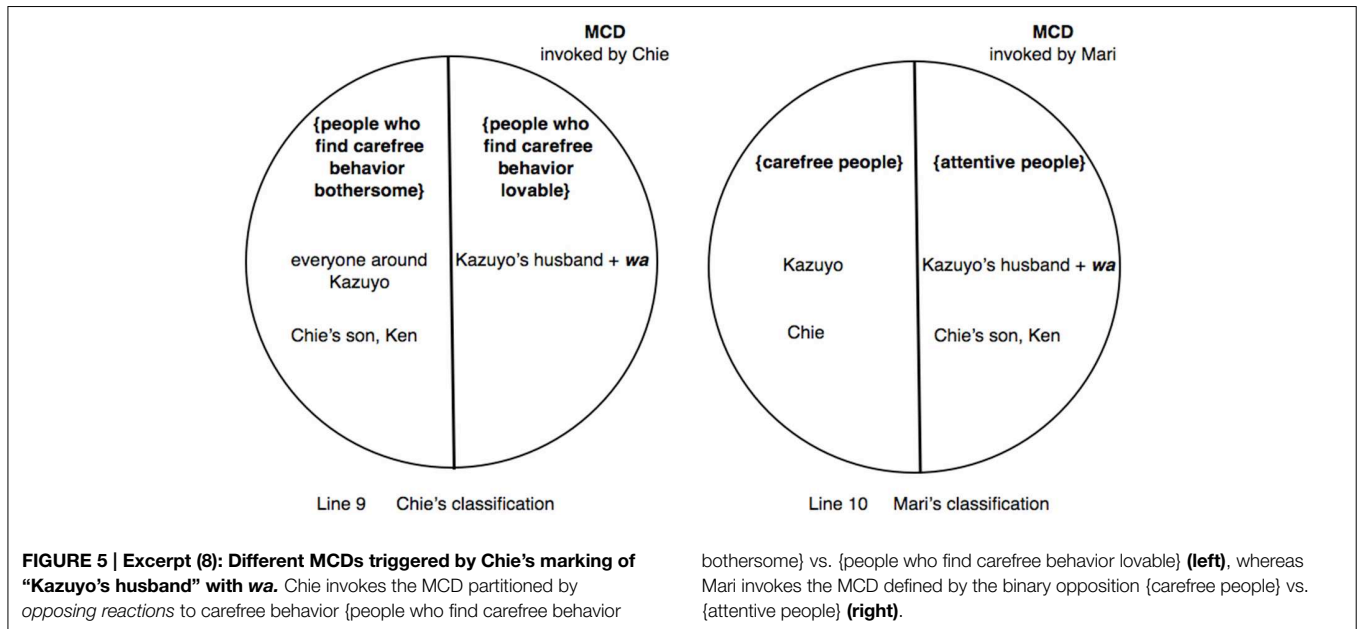 MCD
invoked by Chie
{people who
find carefree
behavior
bothersome}
{people who
find carefree
behavior
lovable}
everyone around
Kazuyo
Kazuyo's husband + wa
Chie's son, Ken
Line 9 Chie's classification
MCD
invoked by Mari
{carefree people}
{attentive people}
Kazuyo
Kazuyo's husband + wa
Chie
Chie's son, Ken
Line 10 Mari's classification
FIGURE 5 | Excerpt (8): Different MCDs triggered by Chie's marking of
“Kazuyo's husband” with wa. Chie invokes the MCD partitioned by
opposing reactions to carefree behavior {people who find carefree behavior
bothersome} vs. {people who find carefree behavior lovable} (left), whereas
Mari invokes the MCD defined by the binary opposition {carefree people} vs.
{attentive people} (right).